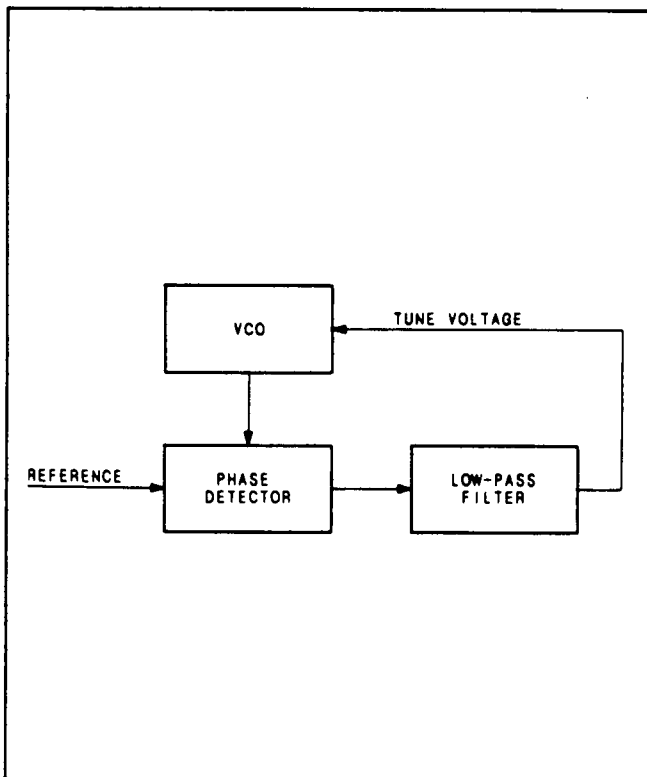 VCO
TUNE VOLTAGE
REFERENCE
PHASE
DETECTOR
LOW-PASS
FILTER